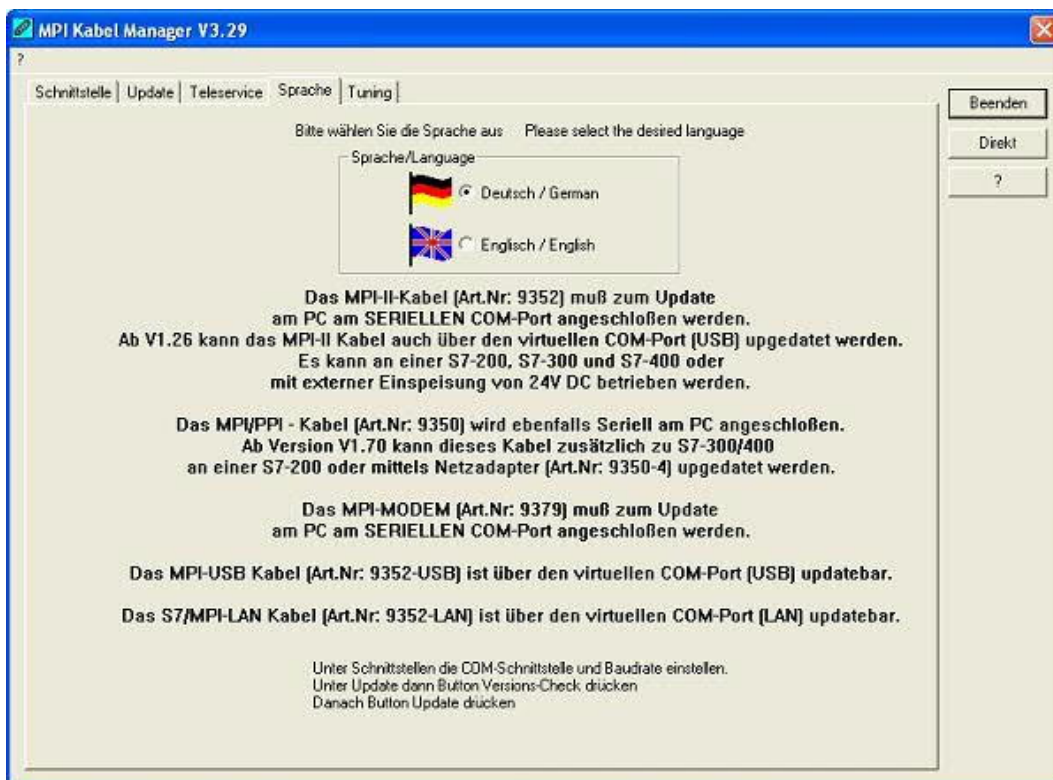 MPI Kabel Manager V3.29
?
Schnittstelle Update Teleservice Sprache Tuning
Beenden
Direkt
?
Bitte wählen Sie die Sprache aus Please select the desired language
Sprache/Language
Deutsch / German
Englisch / English
Das MPI-II-Kabel (Art.Nr: 9352) muß zum Update
am PC am SERIELLEN COM-Port angeschloßen werden.
Ab V1.26 kann das MPI-II Kabel auch über den virtuellen COM-Port (USB) upgedatet werden.
Es kann an einer S7-200, S7-300 und S7-400 oder
mit externer Einspeisung von 24V DC betrieben werden.
Das MPI/PPI - Kabel (Art.Nr: 9350) wird ebenfalls Seriell am PC angeschloßen.
Ab Version V1.70 kann dieses Kabel zusätzlich zu S7-300/400
an einer S7-200 oder mittels Netzadapter (Art.Nr: 9350-4) upgedatet werden.
Das MPI-MODEM (Art.Nr: 9379) muß zum Update
am PC am SERIELLEN COM-Port angeschloßen werden.
Das MPI-USB Kabel (Art.Nr: 9352-USB) ist über den virtuellen COM-Port (USB) updatebar.
Das S7/MPI-LAN Kabel (Art.Nr: 9352-LAN) ist über den virtuellen COM-Port (LAN) updatebar.
Unter Schnittstellen die COM-Schnittstelle und Baudrate einstellen.
Unter Update dann Button Versions-Check drücken
Danach Button Update drücken